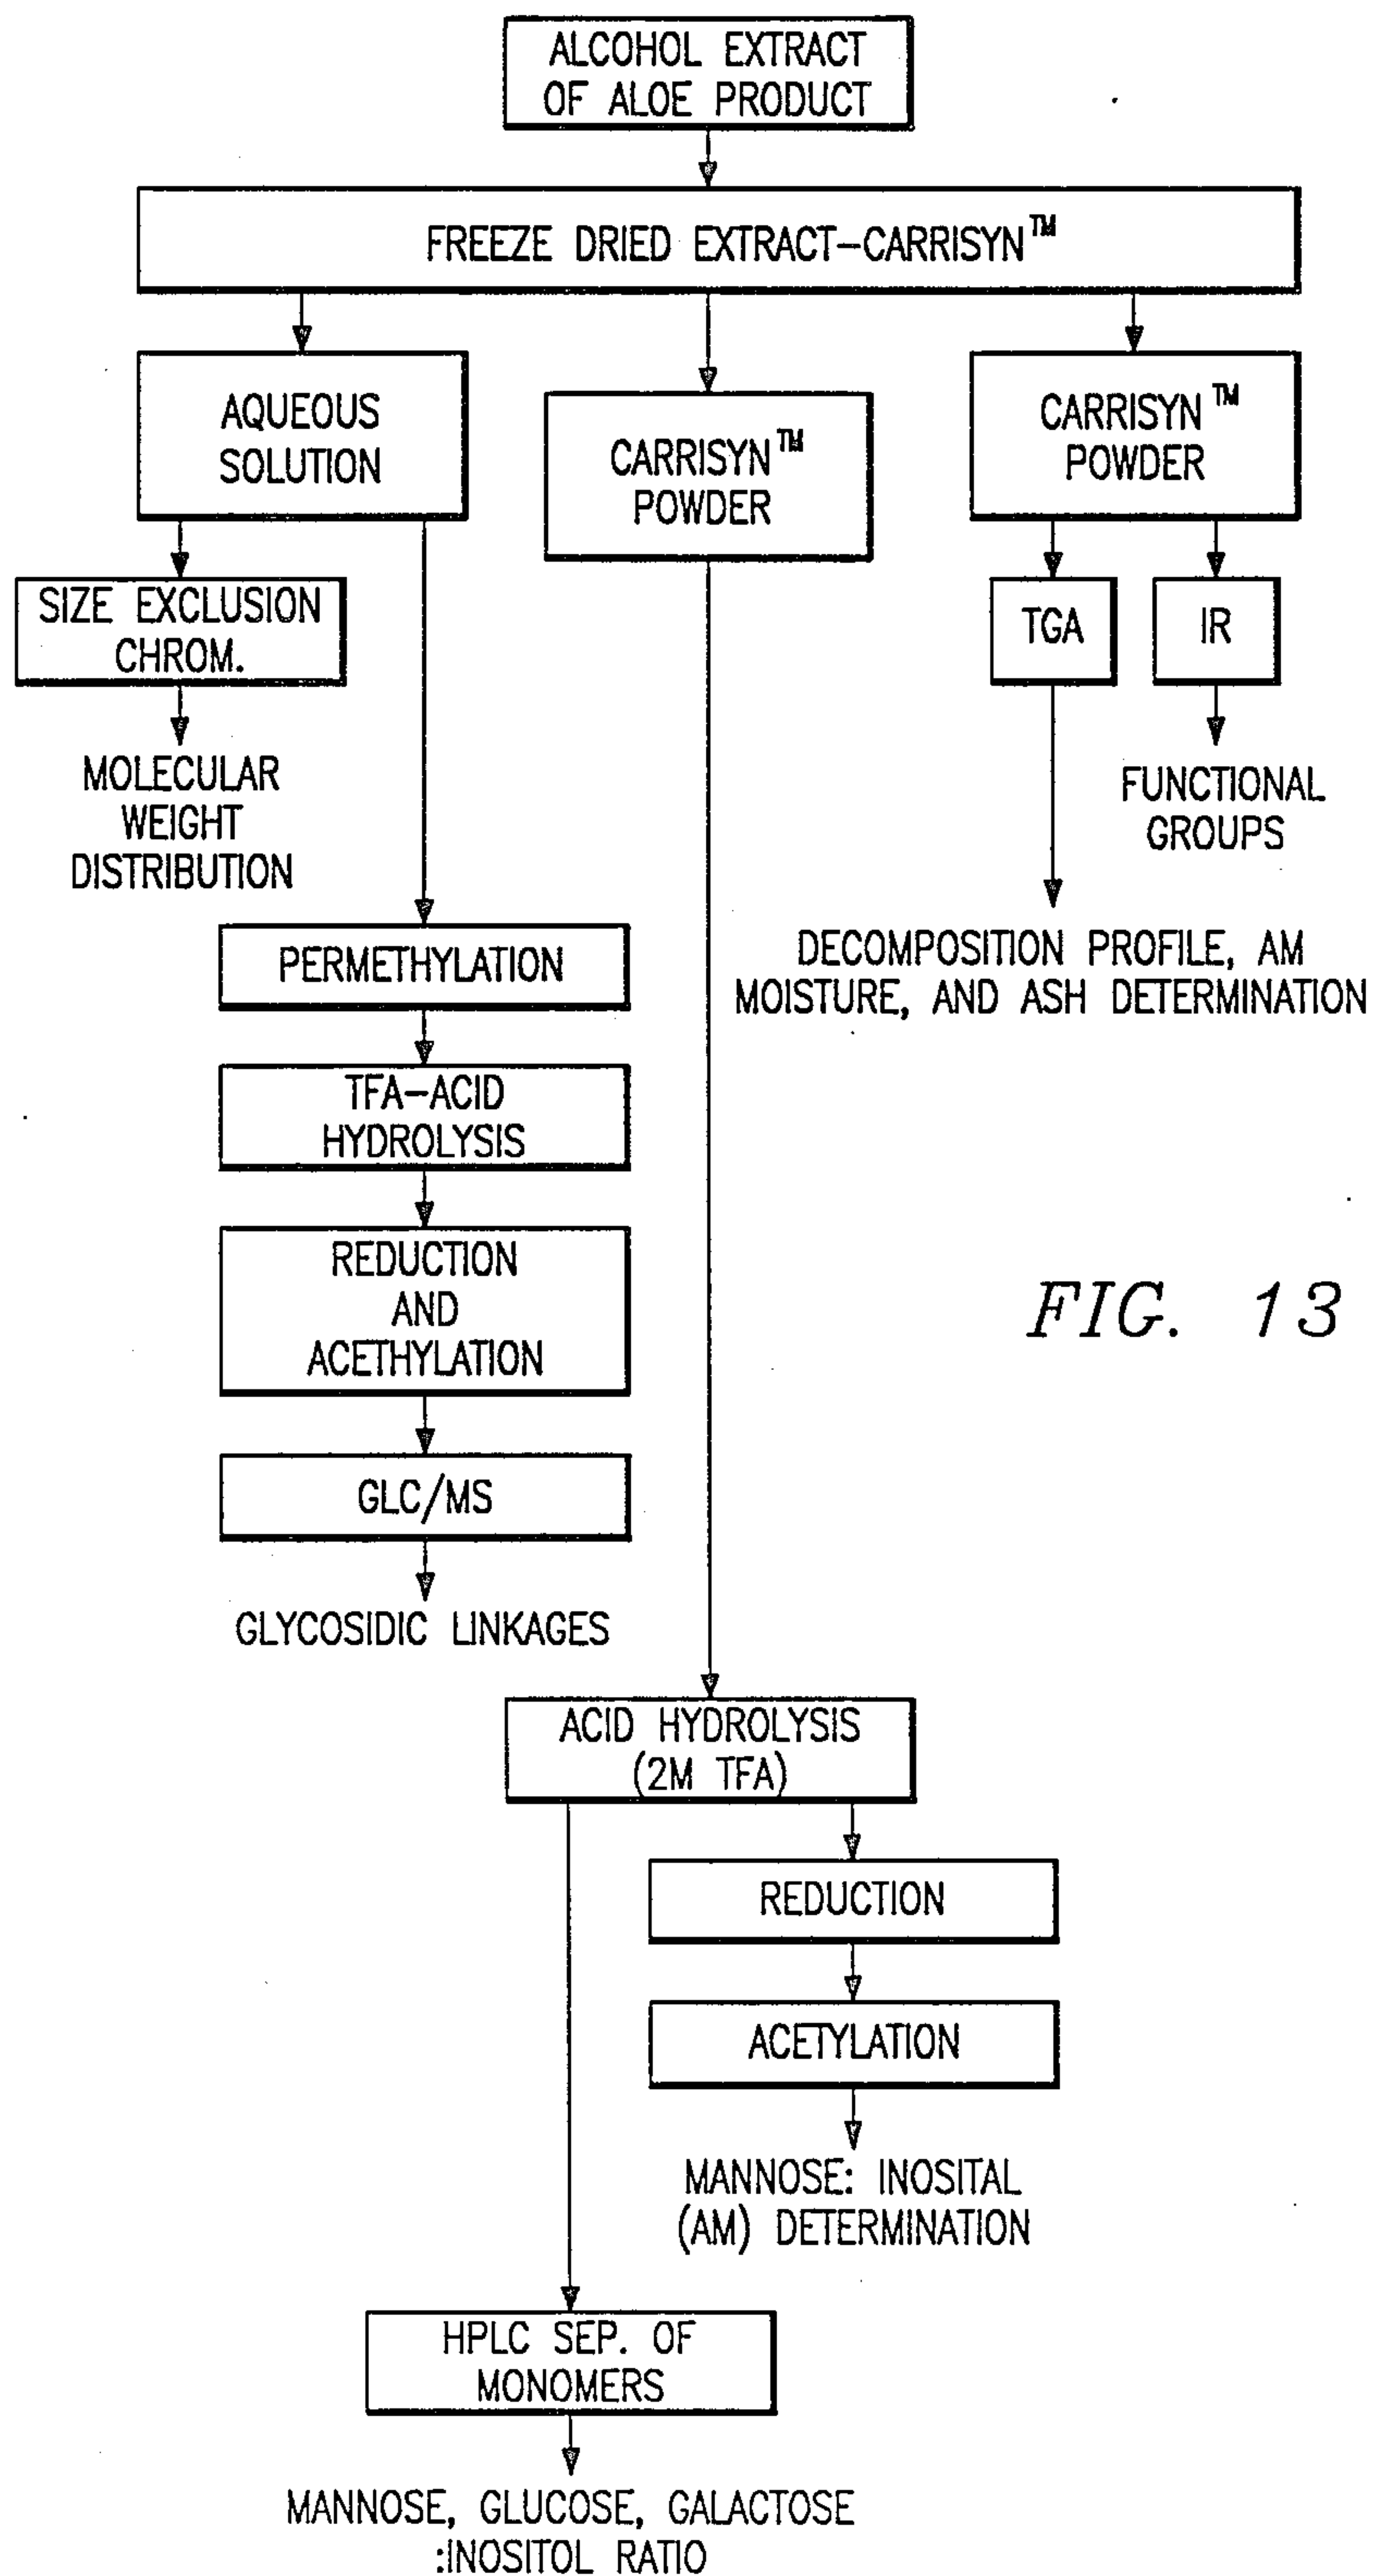 ALCOHOL EXTRACT
OF ALOE PRODUCT
FREEZE DRIED EXTRACT-CARRISYN™
AQUEOUS
SOLUTION
CARRISYN™
POWDER
CARRISYN™
POWDER
SIZE EXCLUSION
CHROM.
TGA
IR
MOLECULAR
WEIGHT
DISTRIBUTION
FUNCTIONAL
GROUPS
DECOMPOSITION PROFILE, AM
MOISTURE, AND ASH DETERMINATION
PERMETHYLATION
TFA-ACID
HYDROLYSIS
REDUCTION
AND
ACETHYLATION
FIG. 13
GLC/MS
GLYCOSIDIC LINKAGES
ACID HYDROLYSIS
(2M TFA)
REDUCTION
ACETYLATION
MANNOSE: INOSITAL
(AM) DETERMINATION
HPLC SEP. OF
MONOMERS
MANNOSE, GLUCOSE, GALACTOSE
:INOSITOL RATIO